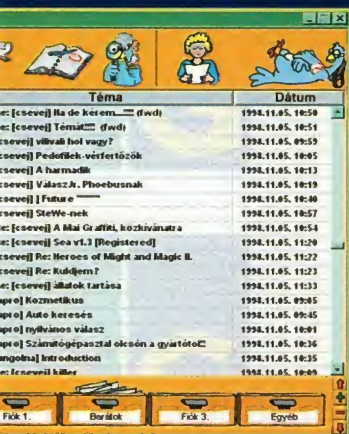 Téma Dátum
e: [csevej] Ha de kérem...!!! (fwd) 1998.11.05. 10:50
e: [csevej] Témát!!!! (fwd) 1998.11.05. 10:51
csevej] vilivali hol vagy? 1998.11.05. 09:59
csevej] Pedofilek-vérfertőzők 1998.11.05. 10:05
csevej] A harmadik 1998.11.05. 10:13
csevej] Válasz Jr. Phoebusnak 1998.11.05. 10:19
csevej] ] Future 1998.11.05. 10:40
csevej] SteWe-nek 1998.11.05. 10:57
e: [csevej] A Mai Graffiti, közkívánatra 1998.11.05. 10:54
csevej] Sea v1.3 [Registered] 1998.11.05. 11:20
csevej] Re: Heroes of Might and Magic II. 1998.11.05. 11:22
csevej] Re: Kuldjem? 1998.11.05. 11:23
csevej] állatok tartása 1998.11.05. 11:33
apro] Kozmetikus 1998.11.05. 09:05
apro] Auto keresés 1998.11.05. 09:45
apro] nyilvános válasz 1998.11.05. 10:01
apro] Számítógépasztal olcsón a gyártótól! 1998.11.05. 10:36
angolna] Introduction 1998.11.05. 10:35
e: [csevej] killer 1998.11.05. 10:09
Fiók 1. Barátok Fiók 3. Egyéb